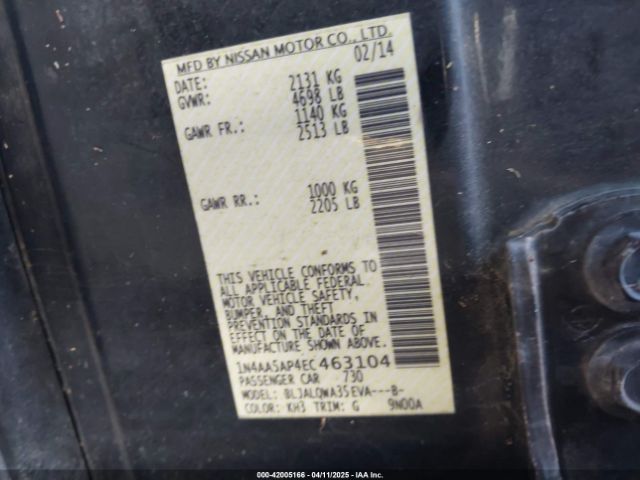 MFD BY NISSAN MOTOR CO., LTD.
DATE: 02/14
GVWR: 2131 KG
4698 LB
GAWR FR.: 1140 KG
2513 LB
GAWR RR.: 1000 KG
2205 LB
THIS VEHICLE CONFORMS TO
ALL APPLICABLE FEDERAL
MOTOR VEHICLE SAFETY,
BUMPER, AND THEFT
PREVENTION STANDARDS IN
EFFECT ON THE DATE OF
MANUFACTURE SHOWN ABOVE.
1N4AA5AP4EC463104
PASSENGER CAR 730
MODEL: BLJALQWA35EVA---B-
COLOR: KH3 TRIM: G 9N00A
000-42005166 - 04/11/2025 - IAA Inc.